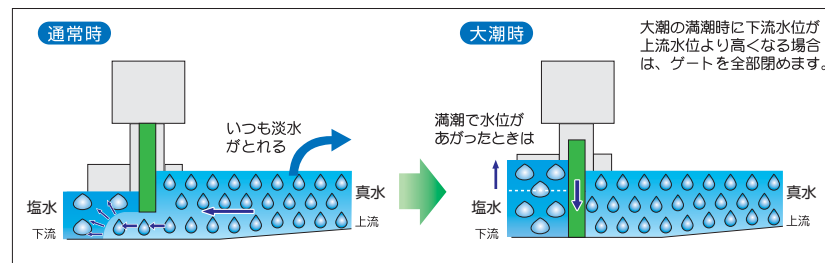 通常時
いつも淡水
がとれる
塩水
下流
真水
上流
大潮時
大潮の満潮時に下流水位が
上流水位より高くなる場合
は、ゲートを全部閉めます。
満潮で水位が
あがったときは
塩水
下流
真水
上流